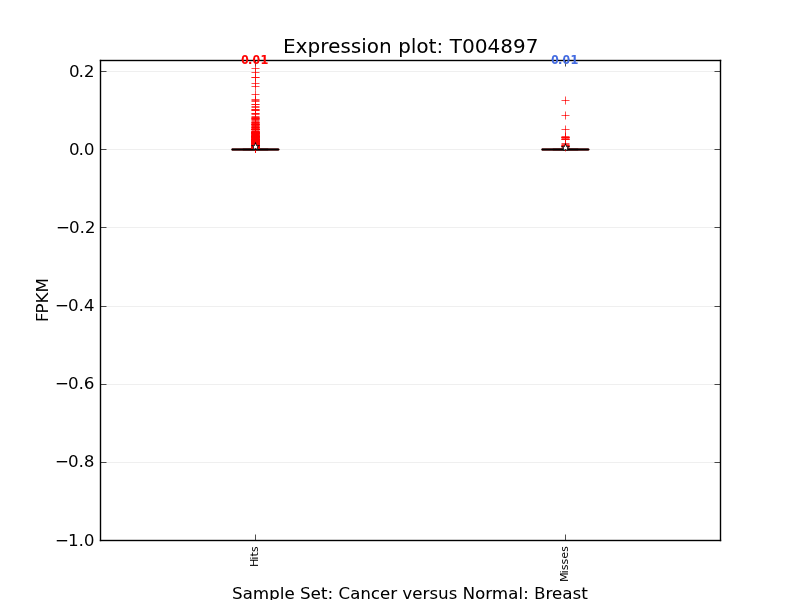 Expression plot: T004897
0.01
0.01
0.2
0.0
−0.2
−0.4
−0.6
−0.8
−1.0
FPKM
Hits
Misses
Sample Set: Cancer versus Normal: Breast